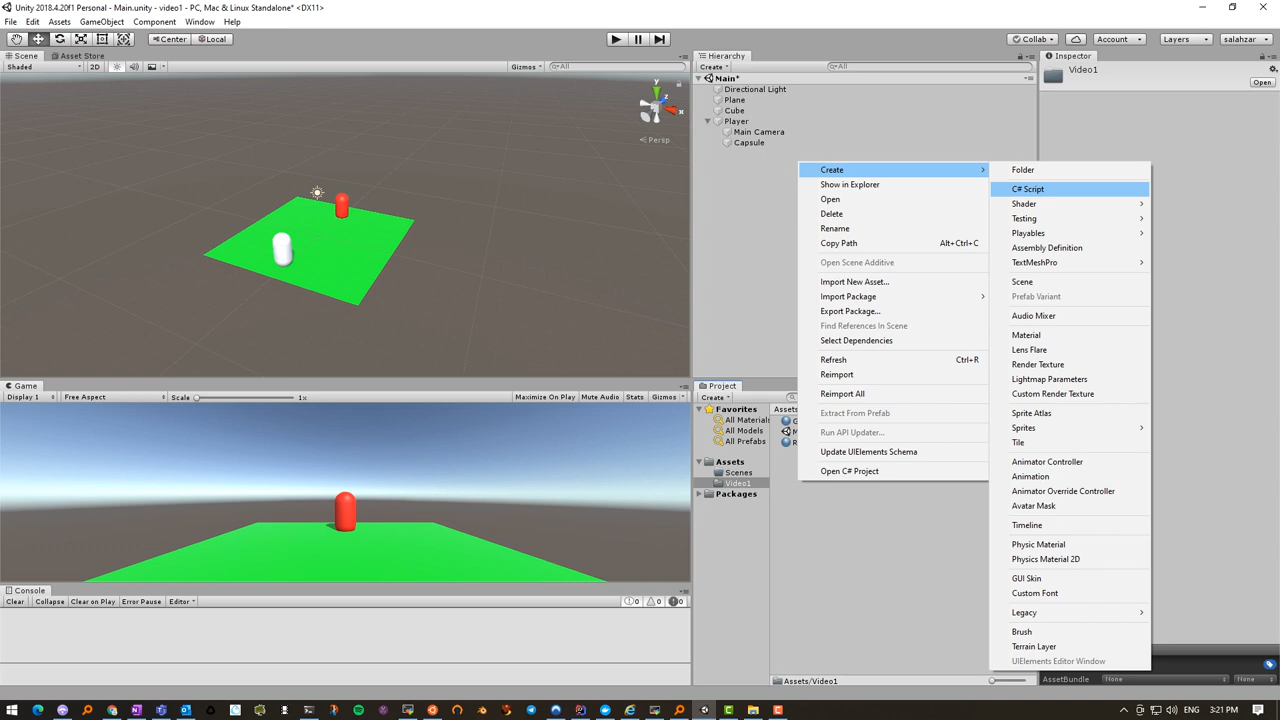 Unity 2018.4.20f1 Personal - Main.unity - video1 - PC, Mac & Linux Standalone* <DX11>
File Edit Assets GameObject Component Window Help
Center Local
Collab Account Layers salahzar
Scene Asset Store
Shaded 2D Gizmos All
y
x
z
Persp
Hierarchy
Create All
Main*
Directional Light
Plane
Cube
Player
Main Camera
Capsule
Inspector
Video1
Open
Create
Show in Explorer
Open
Delete
Rename
Copy Path Alt+Ctrl+C
Open Scene Additive
Import New Asset...
Import Package
Export Package...
Find References In Scene
Select Dependencies
Refresh Ctrl+R
Reimport
Reimport All
Extract From Prefab
Run API Updater...
Update UIElements Schema
Open C# Project
Folder
C# Script
Shader
Testing
Playables
Assembly Definition
TextMeshPro
Scene
Prefab Variant
Audio Mixer
Material
Lens Flare
Render Texture
Lightmap Parameters
Custom Render Texture
Sprite Atlas
Sprites
Tile
Animator Controller
Animation
Animator Override Controller
Avatar Mask
Timeline
Physic Material
Physics Material 2D
GUI Skin
Custom Font
Legacy
Brush
Terrain Layer
UIElements Editor Window
Game
Display 1 Free Aspect Scale 1x Maximize On Play Mute Audio Stats Gizmos
Project
Create
Favorites
All Materials
All Models
All Prefabs
Assets
Scenes
Video1
Packages
Assets
G
M
R
Console
Clear Collapse Clear on Play Error Pause Editor 0 0 0
Assets/Video1
AssetBundle None None
3:21 PM